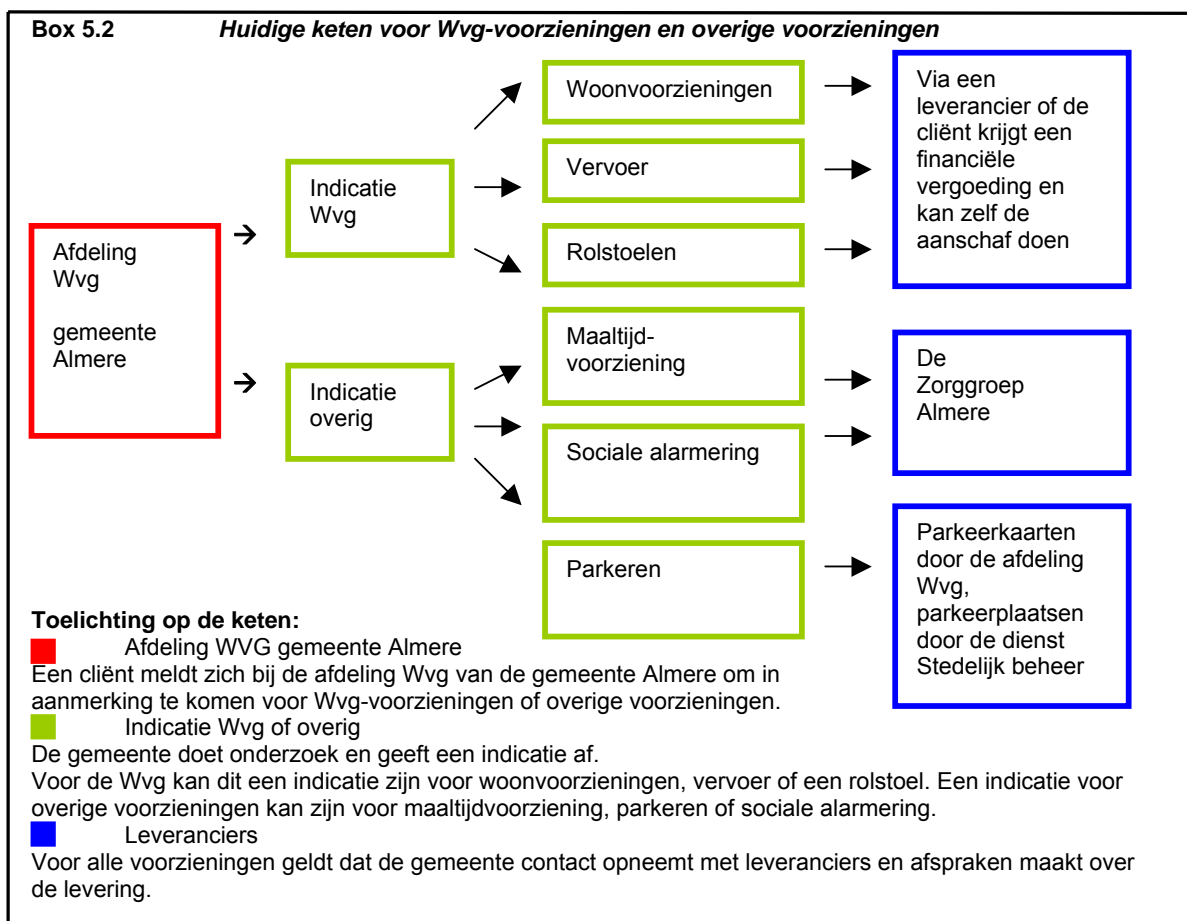 Box 5.2 Huidige keten voor Wvg-voorzieningen en overige voorzieningen
Afdeling
Wvg
gemeente
Almere
→
→
Indicatie
Wvg
Indicatie
overig
Woonvoorzieningen
Vervoer
Rolstoelen
Maaltijd-
voorziening
Sociale alarmering
Parkeren
Via een
leverancier of de
cliënt krijgt een
financiële
vergoeding en
kan zelf de
aanschaf doen
De
Zorggroep
Almere
Parkeerkaarten
door de afdeling
Wvg,
parkeerplaatsen
door de dienst
Stedelijk beheer
Toelichting op de keten:
Afdeling WVG gemeente Almere
Een cliënt meldt zich bij de afdeling Wvg van de gemeente Almere om in
aanmerking te komen voor Wvg-voorzieningen of overige voorzieningen.
Indicatie Wvg of overig
De gemeente doet onderzoek en geeft een indicatie af.
Voor de Wvg kan dit een indicatie zijn voor woonvoorzieningen, vervoer of een rolstoel. Een indicatie voor
overige voorzieningen kan zijn voor maaltijdvoorziening, parkeren of sociale alarmering.
Leveranciers
Voor alle voorzieningen geldt dat de gemeente contact opneemt met leveranciers en afspraken maakt over
de levering.